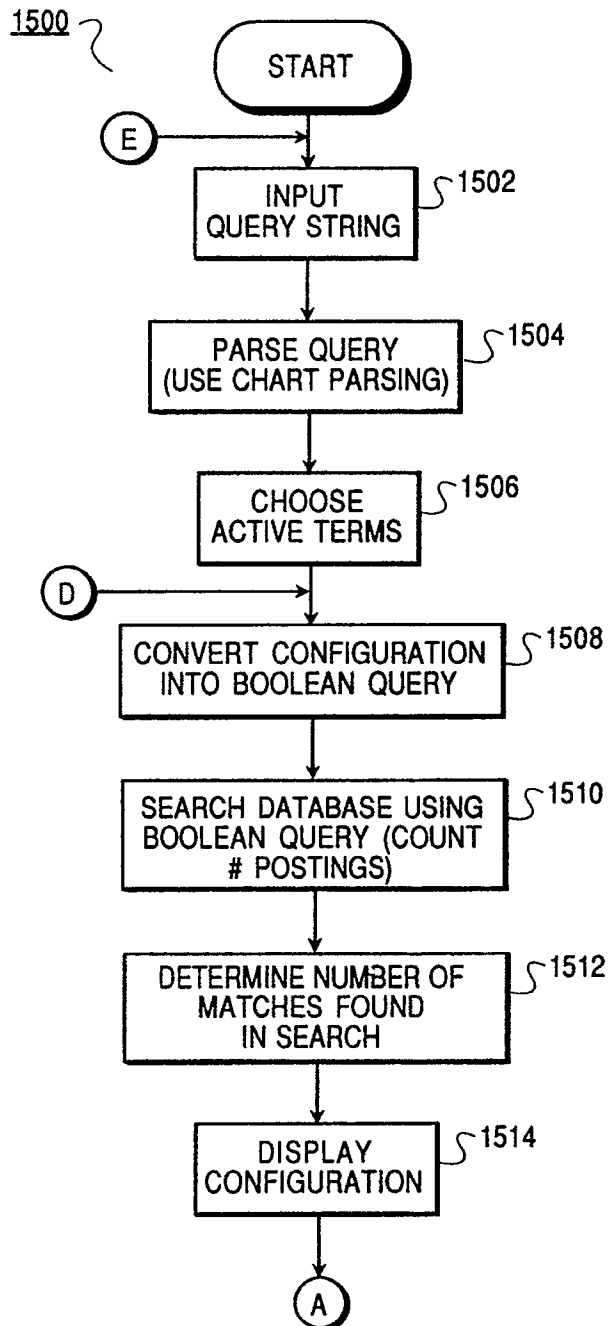 1500
START
E
1502
INPUT
QUERY STRING
1504
PARSE QUERY
(USE CHART PARSING)
1506
CHOOSE
ACTIVE TERMS
D
1508
CONVERT CONFIGURATION
INTO BOOLEAN QUERY
1510
SEARCH DATABASE USING
BOOLEAN QUERY (COUNT
# POSTINGS)
1512
DETERMINE NUMBER OF
MATCHES FOUND
IN SEARCH
1514
DISPLAY
CONFIGURATION
A